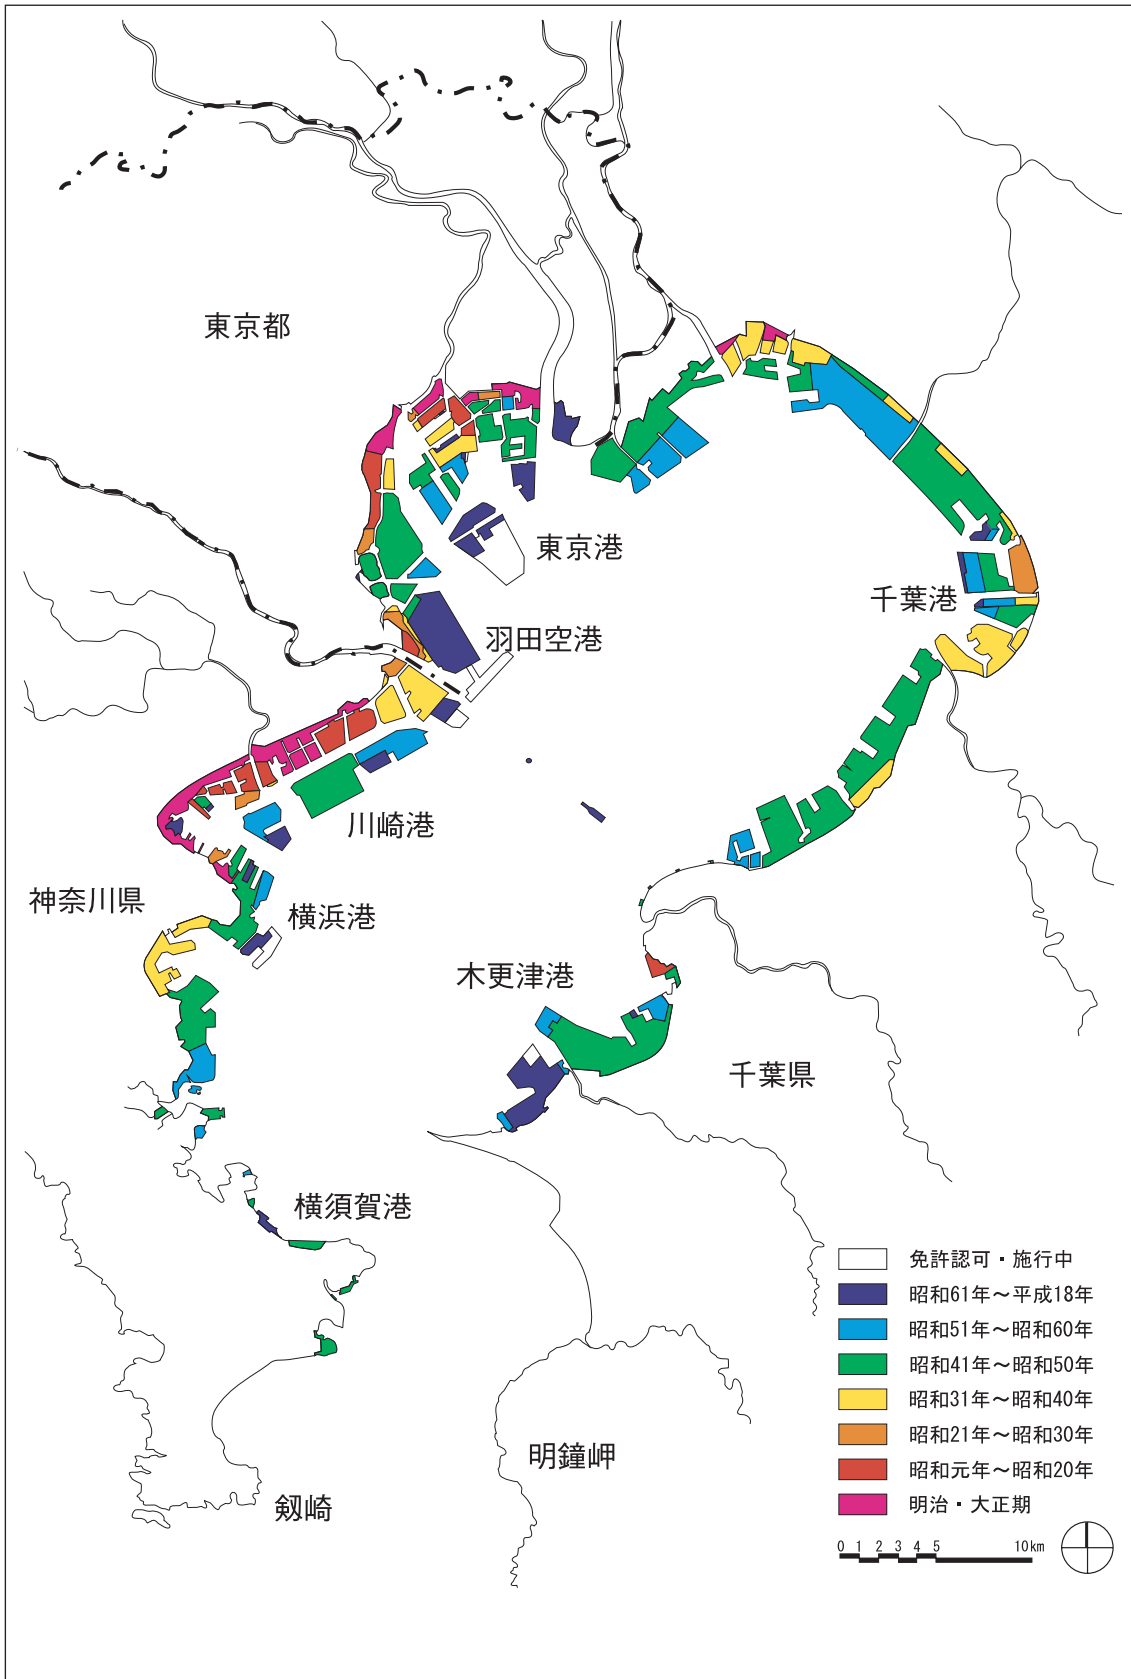 東京都
東京港
千葉港
羽田空港
川崎港
神奈川県
横浜港
木更津港
千葉県
横須賀港
免許認可・施行中
昭和61年～平成18年
昭和51年～昭和60年
昭和41年～昭和50年
昭和31年～昭和40年
昭和21年～昭和30年
昭和元年～昭和20年
明治・大正期
明鐘岬
剱崎
0 1 2 3 4 5 10km